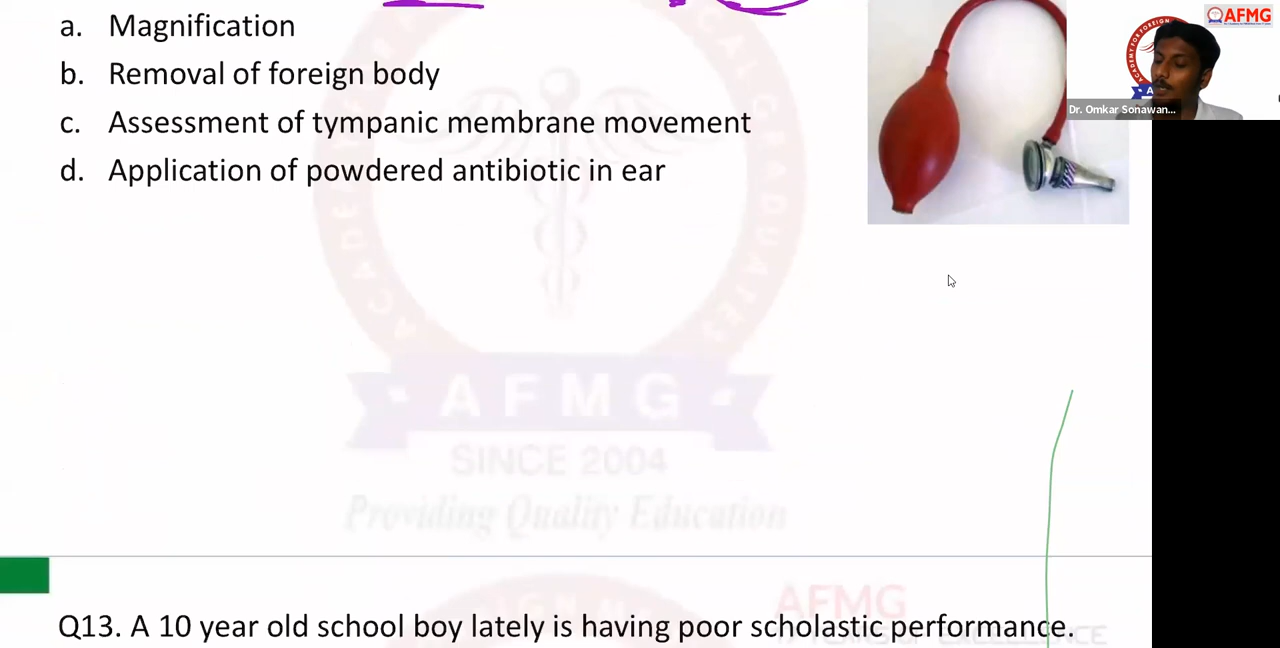 a. Magnification
b. Removal of foreign body
c. Assessment of tympanic membrane movement
d. Application of powdered antibiotic in ear
AFMG
Dr. Omkar Sonawan...
AFMG
SINCE 2004
Providing Quality Education
AFMG
Q13. A 10 year old school boy lately is having poor scholastic performance.